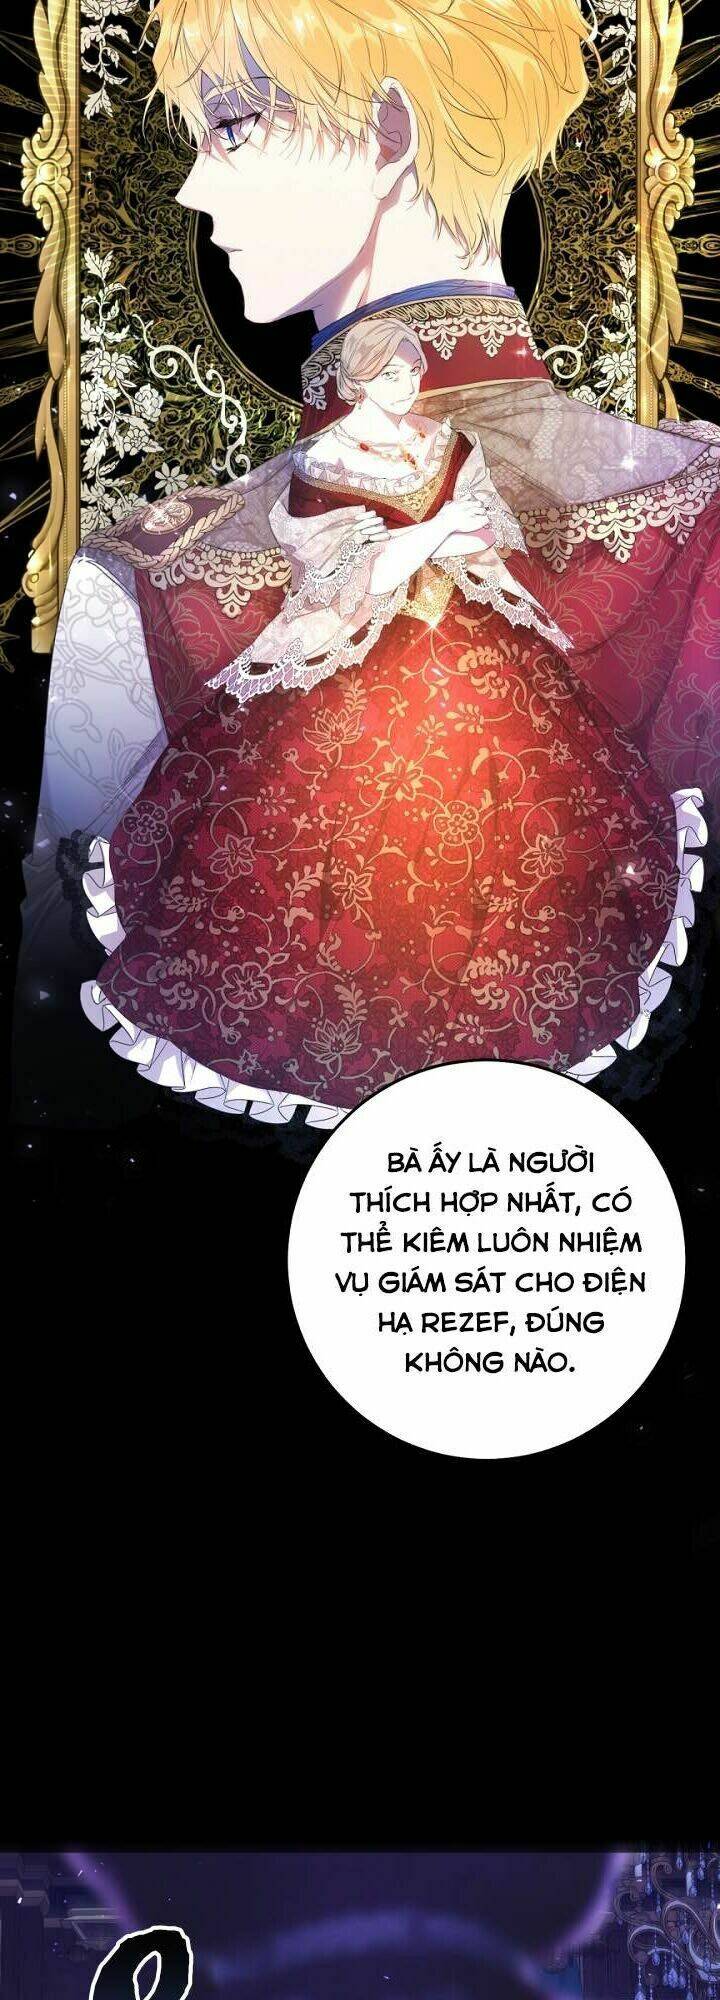 BÀ ẤY LÀ NGƯỜI
THÍCH HỢP NHẤT, CÓ
THỂ KIÊM LUÔN NHIỆM
VỤ GIÁM SÁT CHO ĐIỆN
HẠ REZEF, ĐÚNG
KHÔNG NÀO.